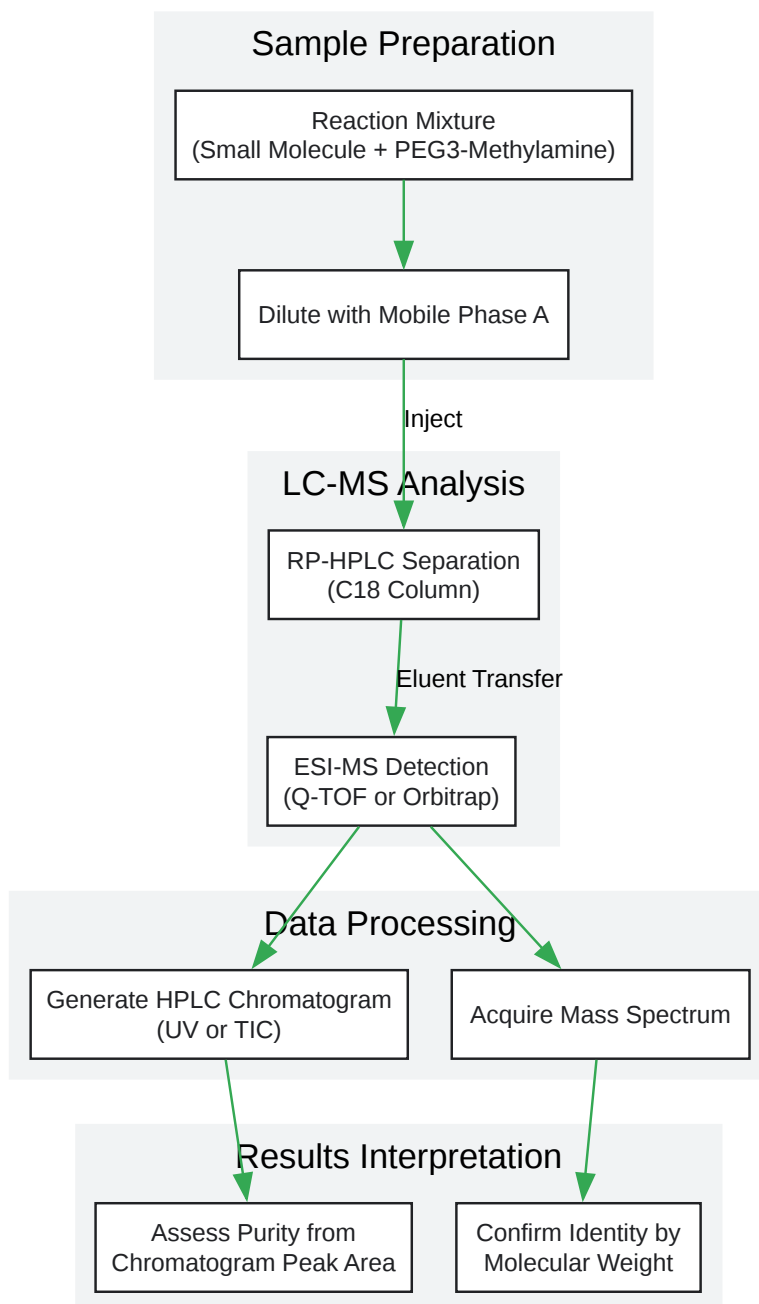 Sample Preparation
Reaction Mixture
(Small Molecule + PEG3-Methylamine)
Dilute with Mobile Phase A
Inject
LC-MS Analysis
RP-HPLC Separation
(C18 Column)
Eluent Transfer
ESI-MS Detection
(Q-TOF or Orbitrap)
Data Processing
Generate HPLC Chromatogram
(UV or TIC)
Acquire Mass Spectrum
Results Interpretation
Assess Purity from
Chromatogram Peak Area
Confirm Identity by
Molecular Weight